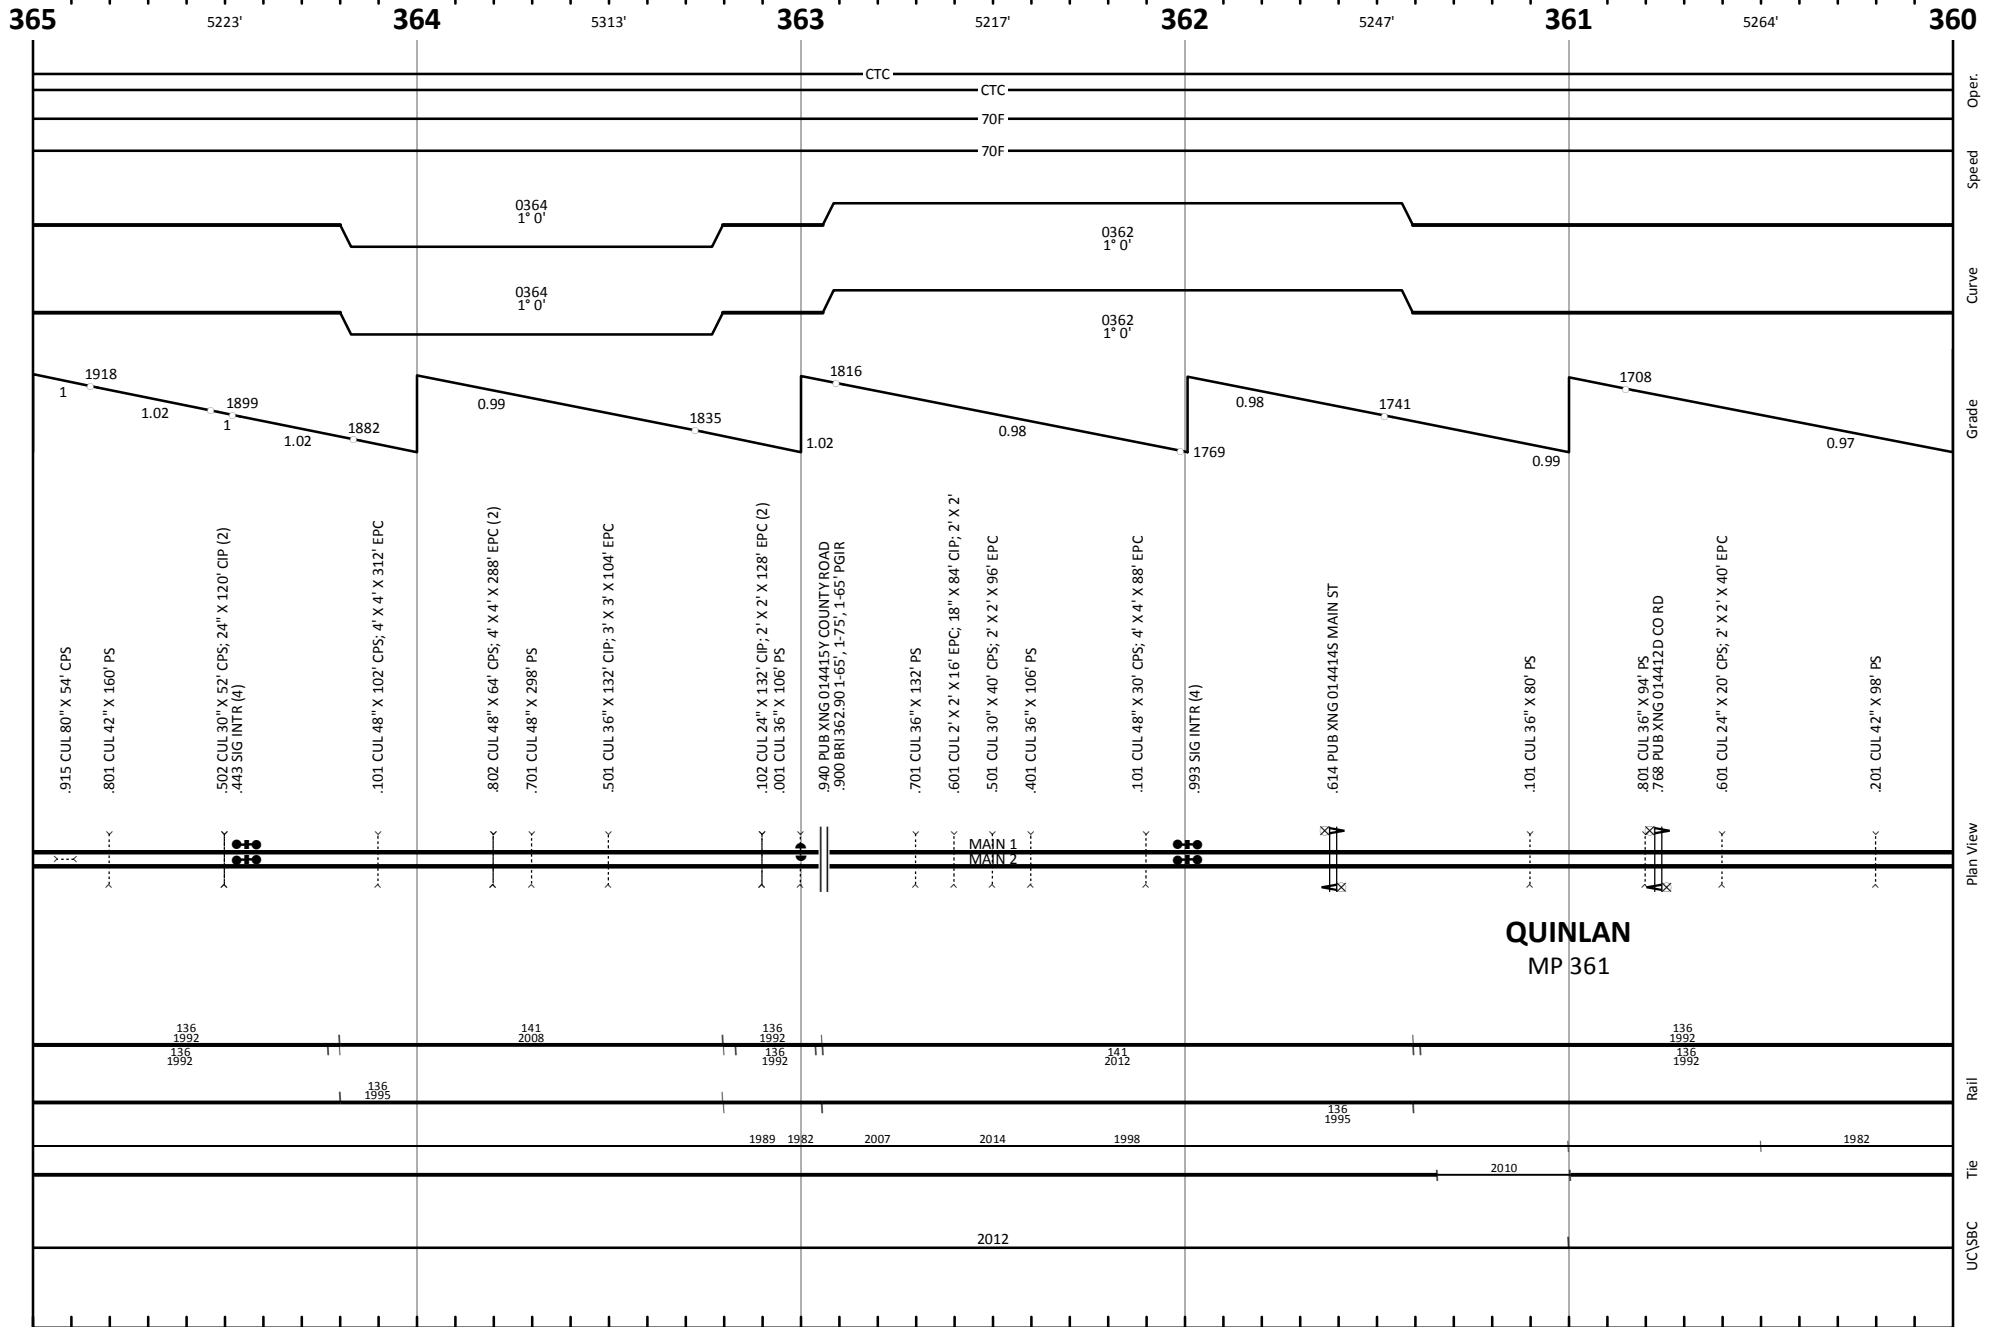 365 5223' 364 5313' 363 5217' 362 5247' 361 5264' 360
CTC
CTC
Oper.
70F
70F
Speed
0364
1° 0'
0362
1° 0'
0364
1° 0'
0362
1° 0'
Curve
1918
1
1.02
1899
1
1.02
1882
0.99
1835
1.02
1816
0.98
1769
0.98
1741
0.99
1708
0.97
Grade
.915 CUL 80" X 54' CPS
.801 CUL 42" X 160' PS
.502 CUL 30" X 52' CPS; 24" X 120' CIP (2)
.443 SIG INTR (4)
.101 CUL 48" X 102' CPS; 4' X 4' X 312' EPC
.802 CUL 48" X 64' CPS; 4' X 4' X 288' EPC (2)
.701 CUL 48" X 298' PS
.501 CUL 36" X 132' CIP; 3' X 3' X 104' EPC
.102 CUL 24" X 132' CIP; 2' X 2' X 128' EPC (2)
.001 CUL 36" X 106' PS
.940 PUB XNG 014415Y COUNTY ROAD
.900 BRI 362.90 1-65', 1-75', 1-65' PGIR
.701 CUL 36" X 132' PS
.601 CUL 2' X 2' X 16' EPC; 18" X 84' CIP; 2' X 2'
.501 CUL 30" X 40' CPS; 2' X 2' X 96' EPC
.401 CUL 36" X 106' PS
.101 CUL 48" X 30' CPS; 4' X 4' X 88' EPC
.993 SIG INTR (4)
.614 PUB XNG 014414S MAIN ST
.101 CUL 36" X 80' PS
.801 CUL 36" X 94' PS
.768 PUB XNG 014412D CO RD
.601 CUL 24" X 20' CPS; 2' X 2' X 40' EPC
.201 CUL 42" X 98' PS
MAIN 1
MAIN 2
Plan View
QUINLAN
MP 361
136 141 136 136
1992 2008 1992 1992
136 136 141 136
1992 1992 2012 1992
136
1995
136
1995
Rail
1989 1982 2007 2014 1998 1982
2010
Tie
2012
UC\SBC